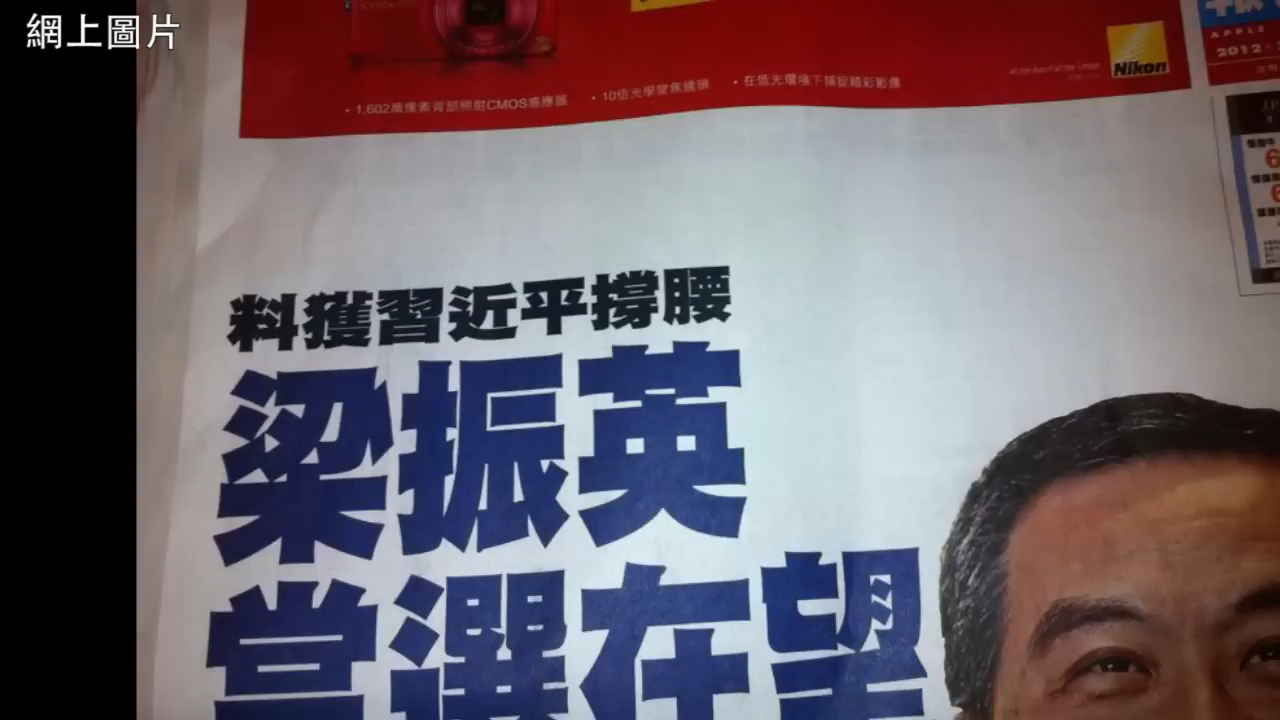 網上圖片
Nikon
• 1,602萬像素背部照射CMOS感應器
• 10倍光學變焦鏡頭
• 在低光環境下捕捉精彩影像
APPLE
2012
料獲習近平撐腰
梁振英
當選在望